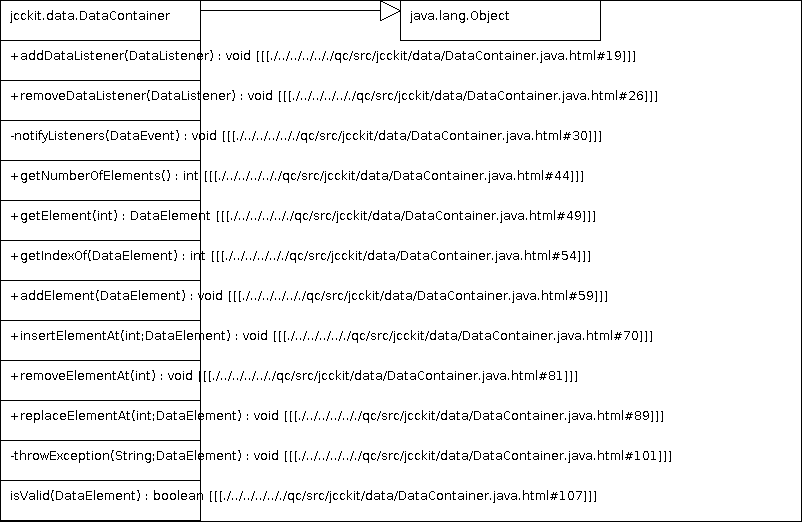 jcckit.data.DataContainer
java.lang.Object
+addDataListener(DataListener) : void [[[./../../../../../qc/src/jcckit/data/DataContainer.java.html#19]]]
+removeDataListener(DataListener) : void [[[./../../../../../qc/src/jcckit/data/DataContainer.java.html#26]]]
-notifyListeners(DataEvent) : void [[[./../../../../../qc/src/jcckit/data/DataContainer.java.html#30]]]
+getNumberOfElements() : int [[[./../../../../../qc/src/jcckit/data/DataContainer.java.html#44]]]
+getElement(int) : DataElement [[[./../../../../../qc/src/jcckit/data/DataContainer.java.html#49]]]
+getIndexOf(DataElement) : int [[[./../../../../../qc/src/jcckit/data/DataContainer.java.html#54]]]
+addElement(DataElement) : void [[[./../../../../../qc/src/jcckit/data/DataContainer.java.html#59]]]
+insertElementAt(int;DataElement) : void [[[./../../../../../qc/src/jcckit/data/DataContainer.java.html#70]]]
+removeElementAt(int) : void [[[./../../../../../qc/src/jcckit/data/DataContainer.java.html#81]]]
+replaceElementAt(int;DataElement) : void [[[./../../../../../qc/src/jcckit/data/DataContainer.java.html#89]]]
-throwException(String;DataElement) : void [[[./../../../../../qc/src/jcckit/data/DataContainer.java.html#101]]]
isValid(DataElement) : boolean [[[./../../../../../qc/src/jcckit/data/DataContainer.java.html#107]]]